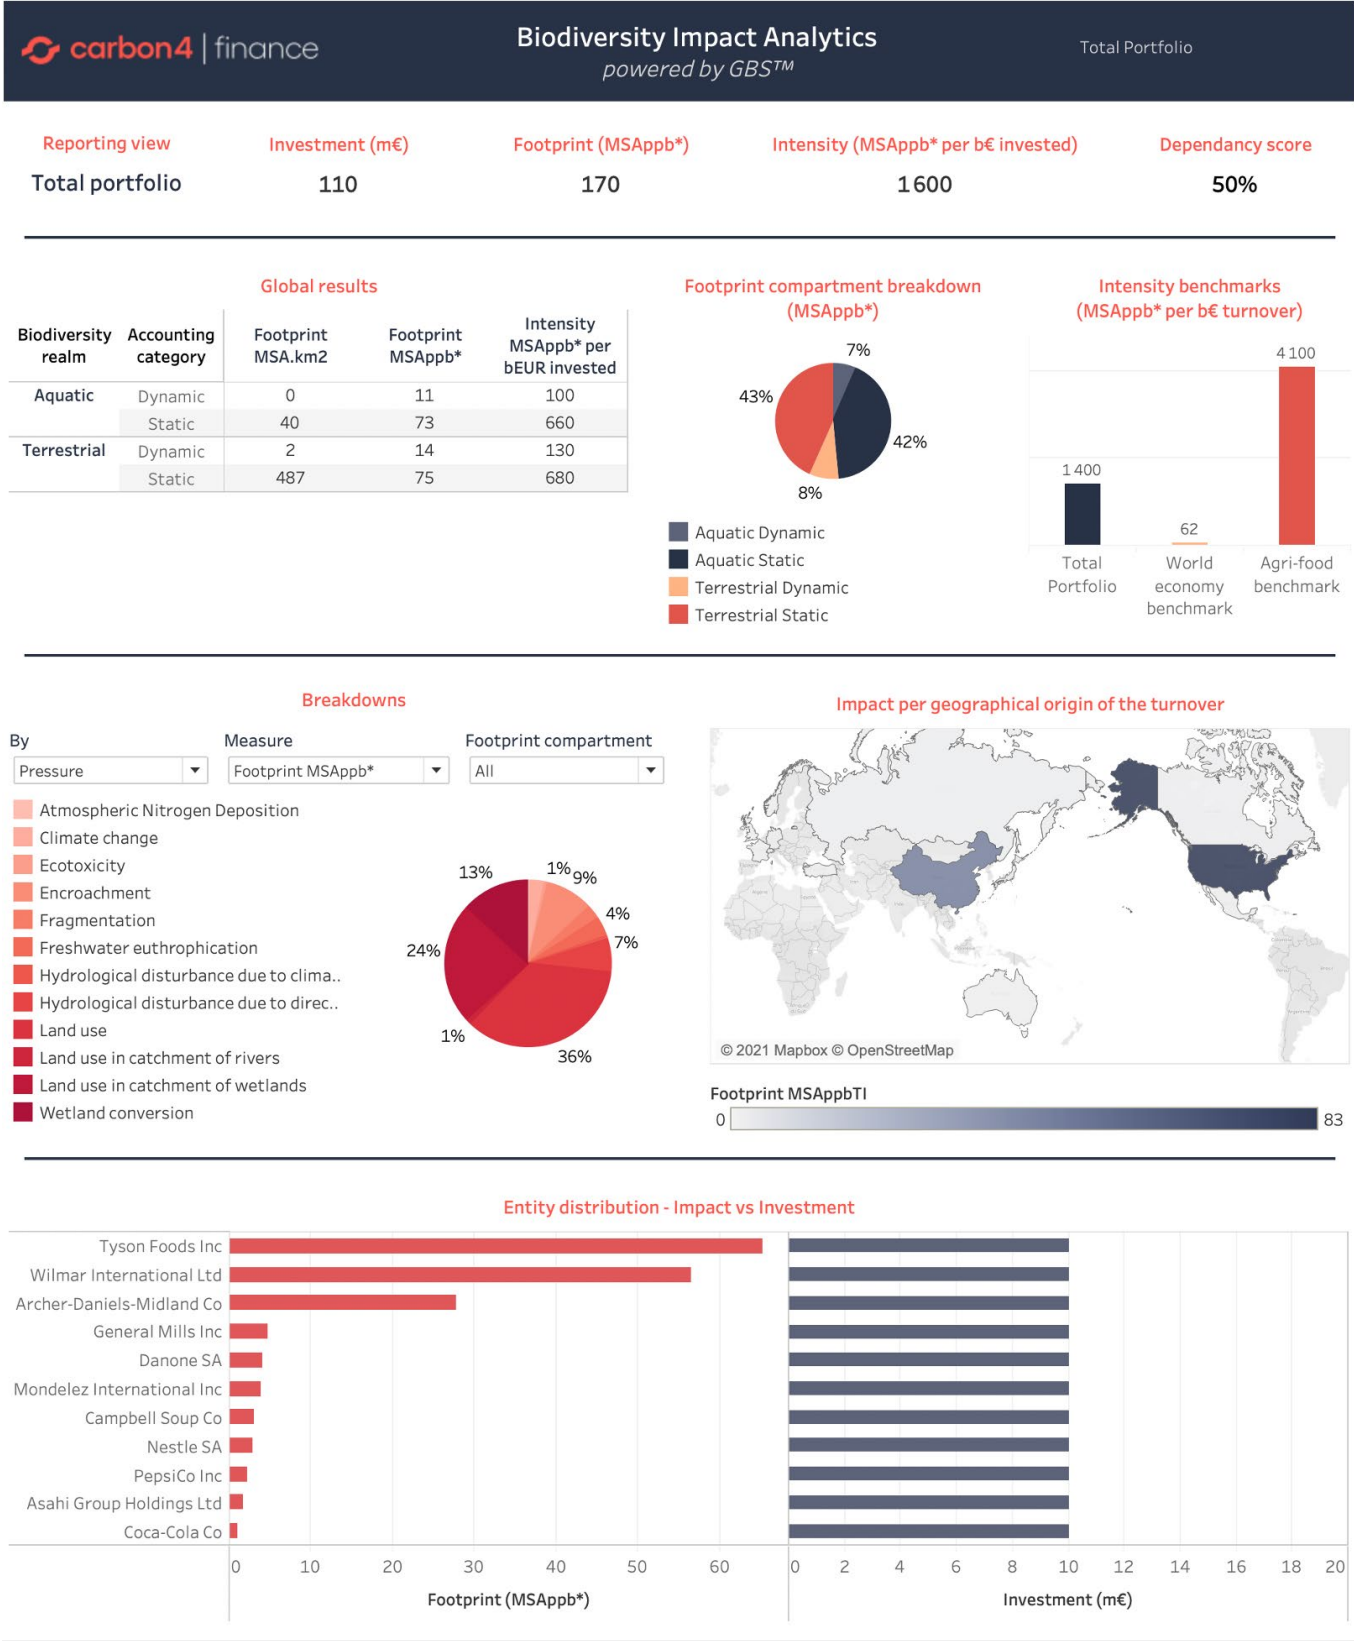 carbon4 | finance
Biodiversity Impact Analytics
powered by GBS™
Total Portfolio
Reporting view
Total portfolio
Investment (m€)
110
Footprint (MSAppb*)
170
Intensity (MSAppb* per b€ invested)
1600
Dependancy score
50%
Global results
Biodiversity realm Accounting category Footprint MSA.km2 Footprint MSAppb* Intensity MSAppb* per bEUR invested
Aquatic Dynamic 0 11 100
Static 40 73 660
Terrestrial Dynamic 2 14 130
Static 487 75 680
Footprint compartment breakdown
(MSAppb*)
7%
43%
42%
8%
Aquatic Dynamic
Aquatic Static
Terrestrial Dynamic
Terrestrial Static
Intensity benchmarks
(MSAppb* per b€ turnover)
4 100
1 400
62
Total
Portfolio
World
economy
benchmark
Agri-food
benchmark
Breakdowns
By
Pressure
Measure
Footprint MSAppb*
Footprint compartment
All
Atmospheric Nitrogen Deposition
Climate change
Ecotoxicity
Encroachment
Fragmentation
Freshwater euthrophication
Hydrological disturbance due to clima..
Hydrological disturbance due to direc..
Land use
Land use in catchment of rivers
Land use in catchment of wetlands
Wetland conversion
13%
1%
9%
4%
7%
24%
1%
36%
Impact per geographical origin of the turnover
© 2021 Mapbox © OpenStreetMap
Footprint MSAppbTI
0 83
Entity distribution - Impact vs Investment
Tyson Foods Inc
Wilmar International Ltd
Archer-Daniels-Midland Co
General Mills Inc
Danone SA
Mondelez International Inc
Campbell Soup Co
Nestle SA
PepsiCo Inc
Asahi Group Holdings Ltd
Coca-Cola Co
0 10 20 30 40 50 60
Footprint (MSAppb*)
0 2 4 6 8 10 12 14 16 18 20
Investment (m€)